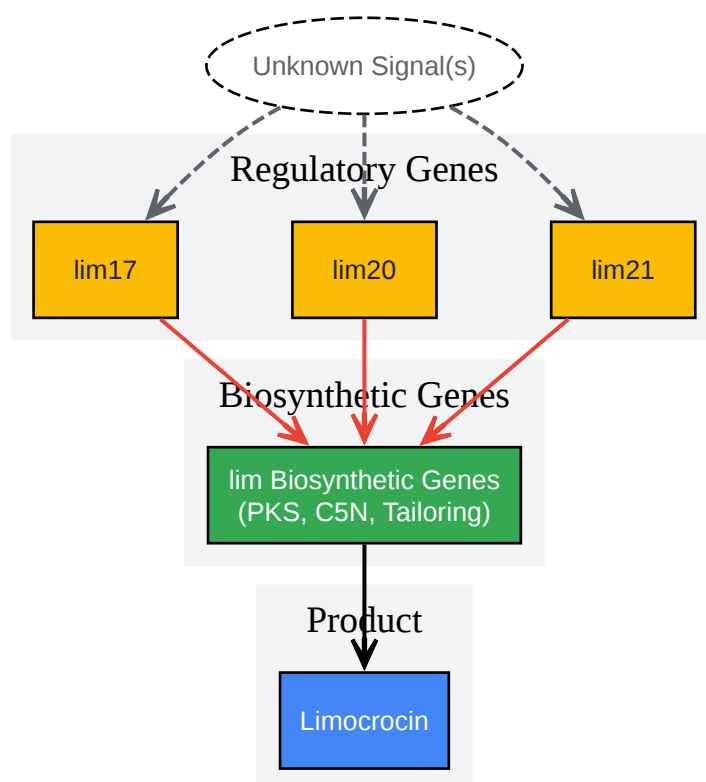 Unknown Signal(s)
Regulatory Genes
lim17
lim20
lim21
Biosynthetic Genes
lim Biosynthetic Genes
(PKS, C5N, Tailoring)
Product
Limocrocin